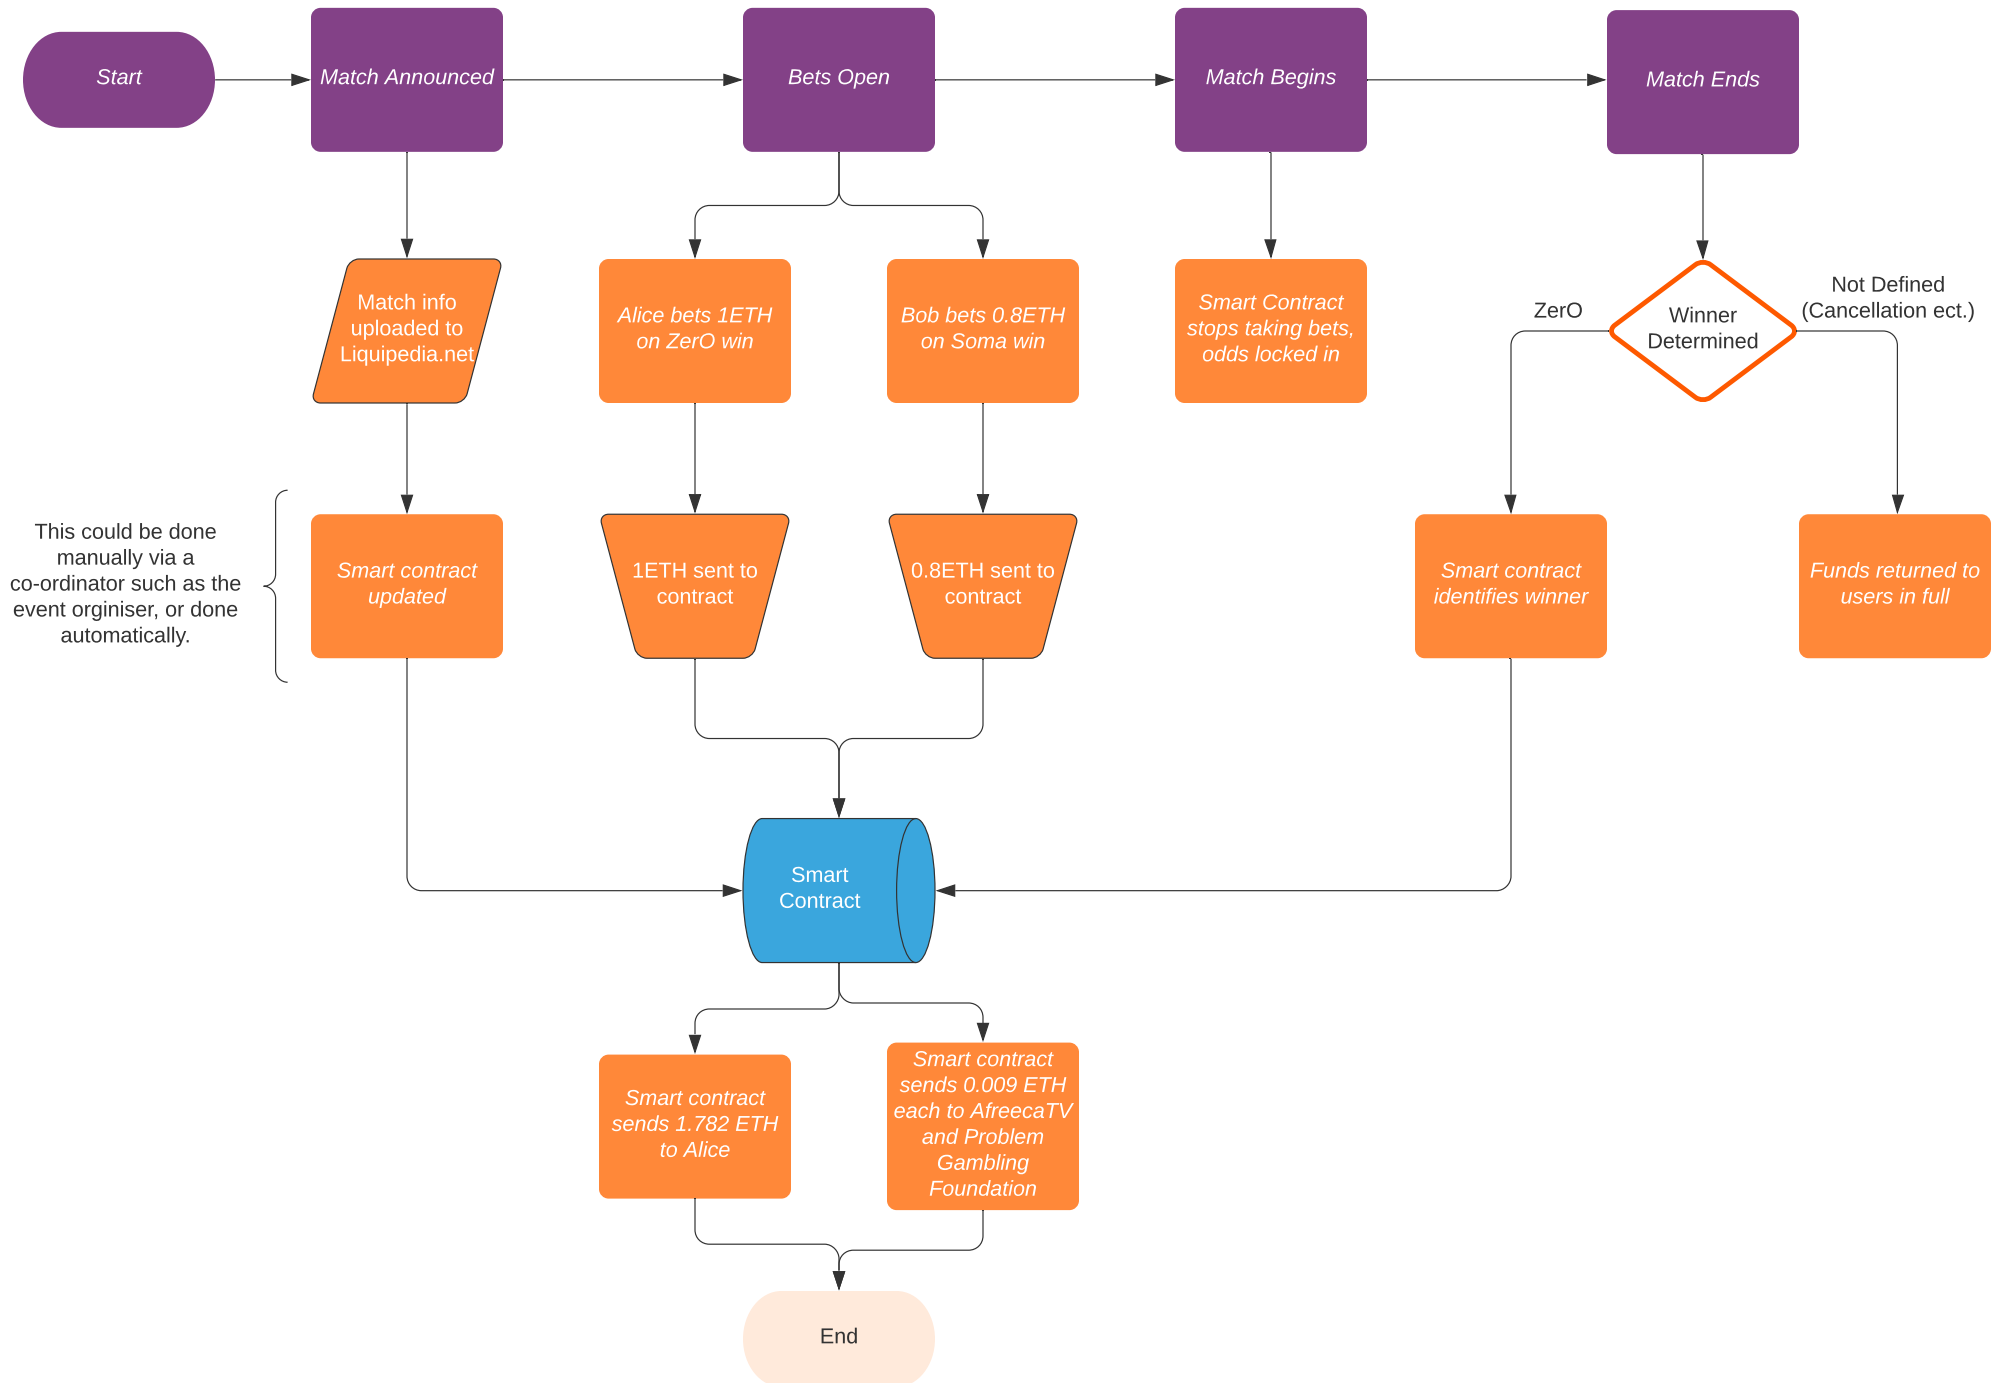 Start
Match Announced
Bets Open
Match Begins
Match Ends
Match info
uploaded to
Liquipedia.net
Alice bets 1ETH
on ZerO win
Bob bets 0.8ETH
on Soma win
Smart Contract
stops taking bets,
odds locked in
ZerO
Winner
Determined
Not Defined
(Cancellation ect.)
This could be done
manually via a
co-ordinator such as the
event orginiser, or done
automatically.
Smart contract
updated
1ETH sent to
contract
0.8ETH sent to
contract
Smart contract
identifies winner
Funds returned to
users in full
Smart
Contract
Smart contract
sends 1.782 ETH
to Alice
Smart contract
sends 0.009 ETH
each to AfreecaTV
and Problem
Gambling
Foundation
End